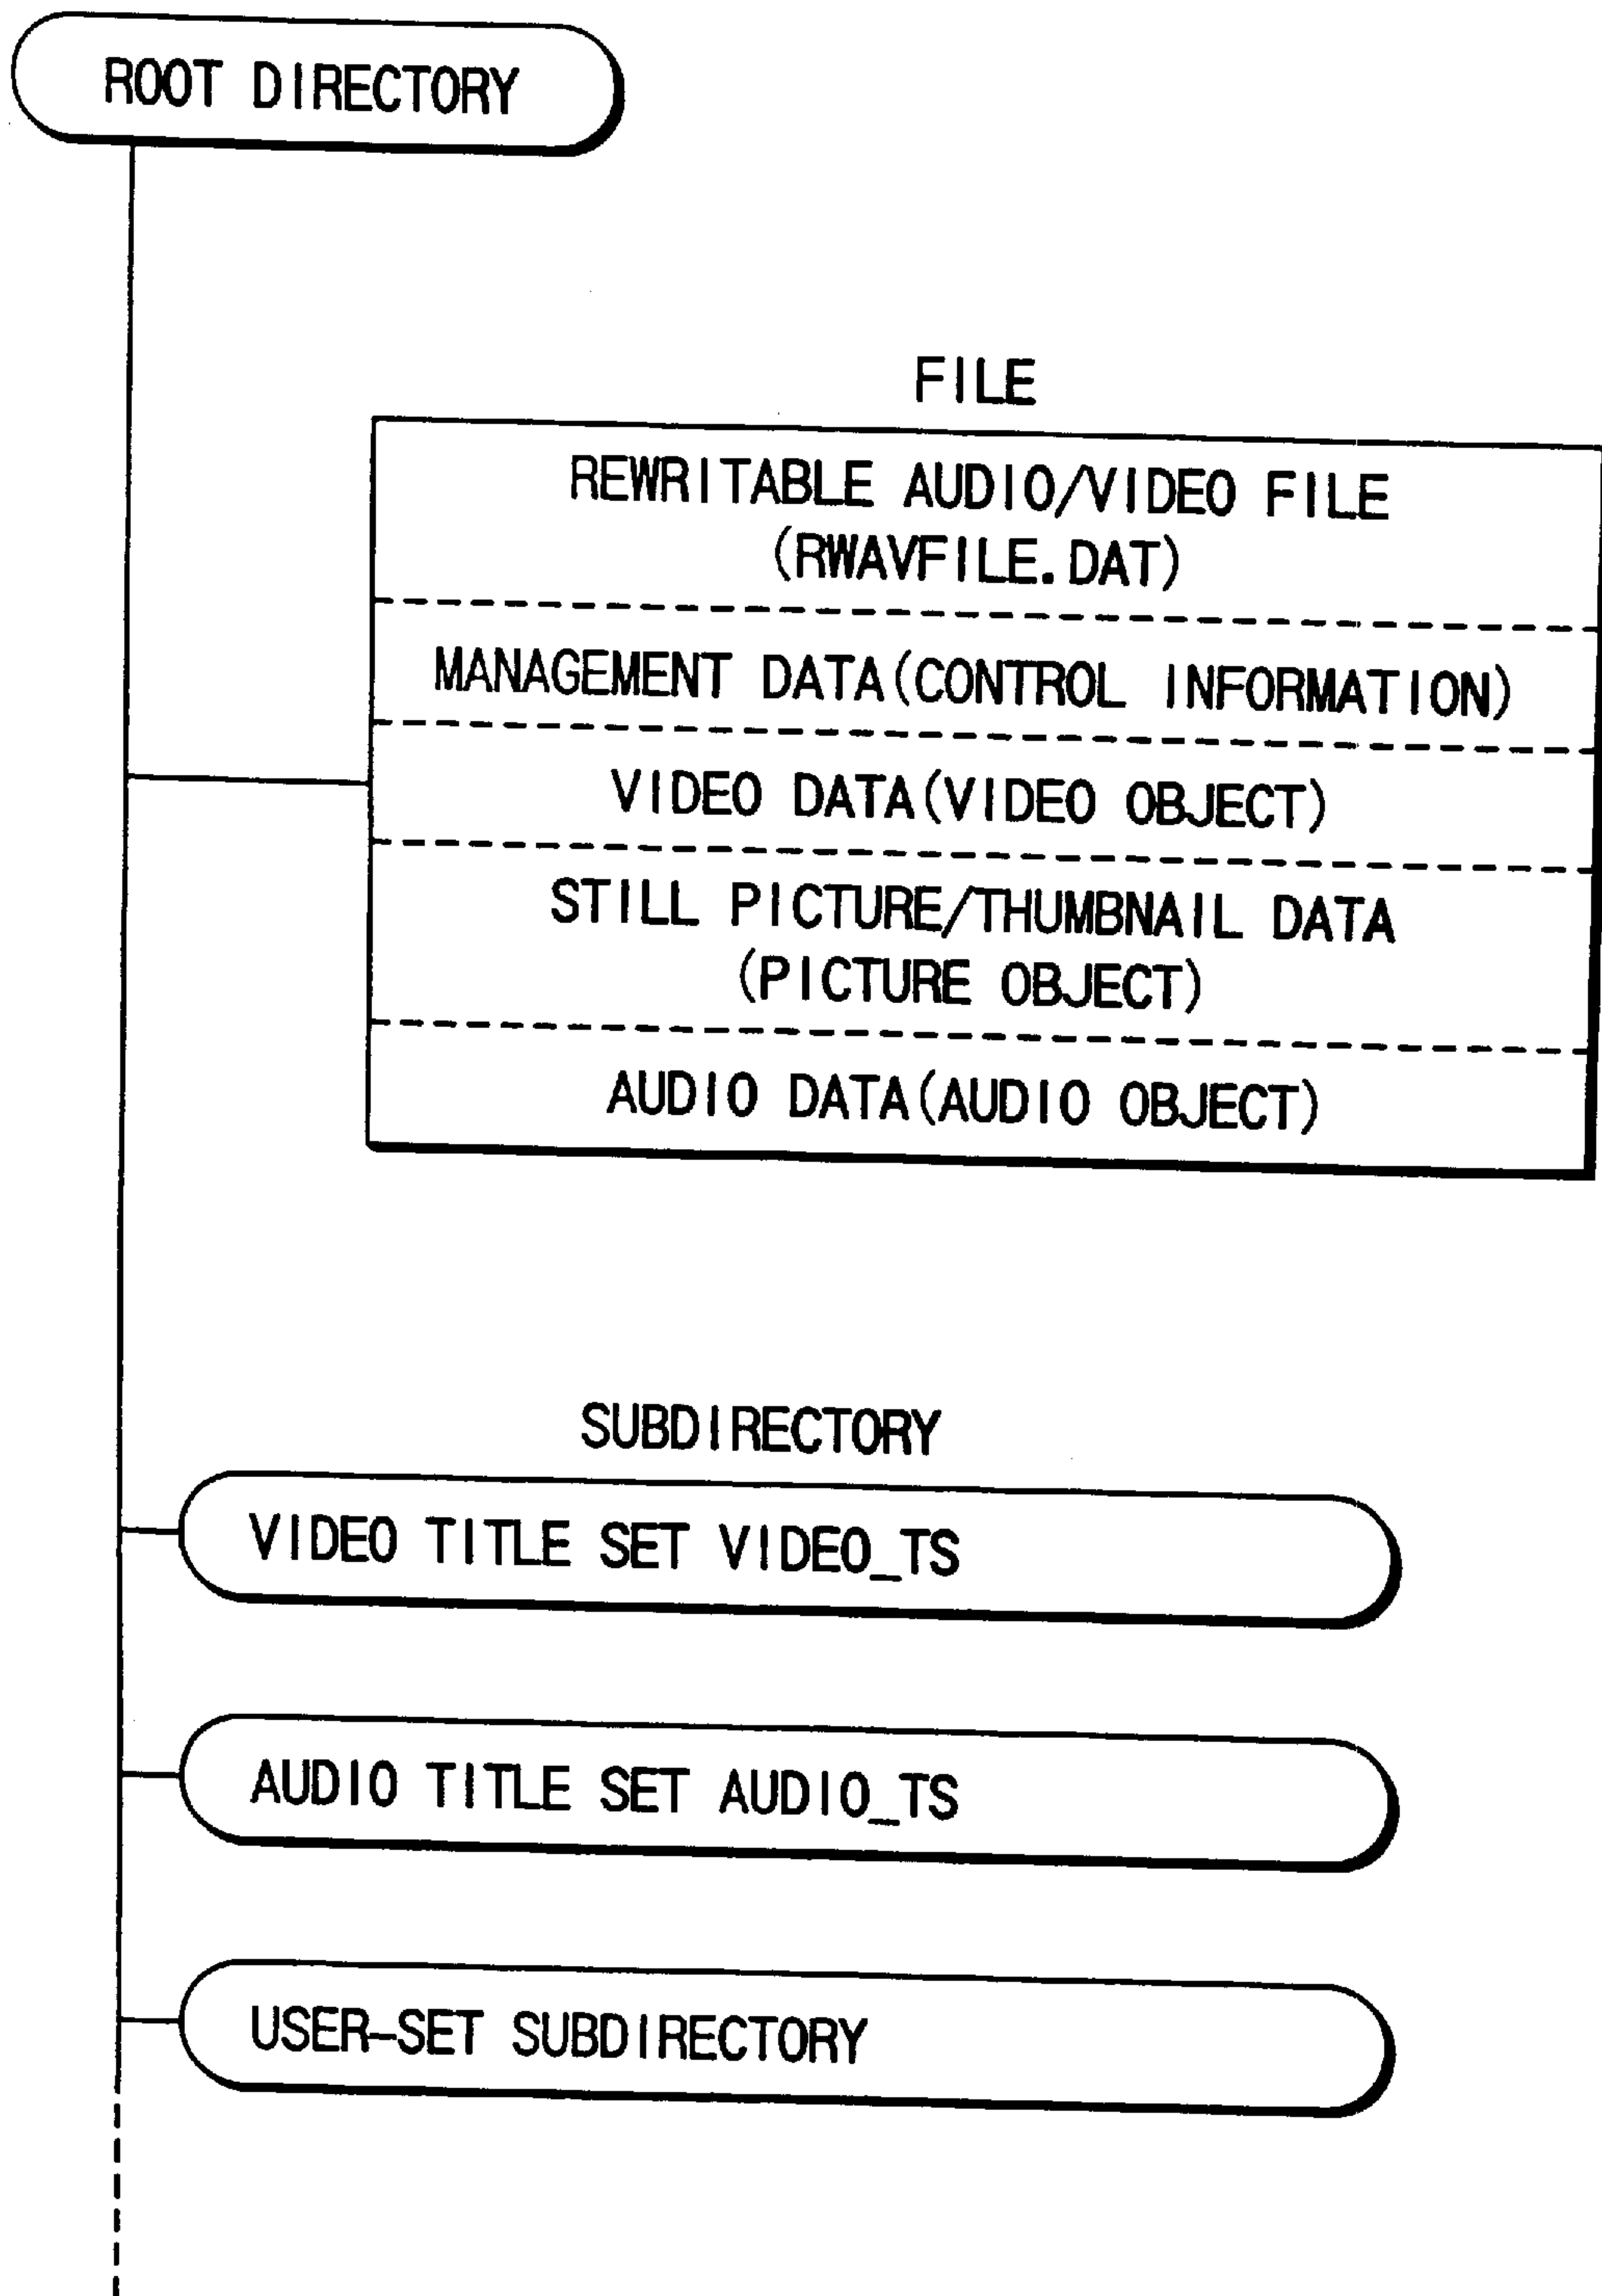 ROOT DIRECTORY
FILE
REWRITABLE AUDIO/VIDEO FILE
(RWAVFILE.DAT)
MANAGEMENT DATA(CONTROL INFORMATION)
VIDEO DATA(VIDEO OBJECT)
STILL PICTURE/THUMBNAIL DATA
(PICTURE OBJECT)
AUDIO DATA(AUDIO OBJECT)
SUBDIRECTORY
VIDEO TITLE SET VIDEO_TS
AUDIO TITLE SET AUDIO_TS
USER-SET SUBDIRECTORY